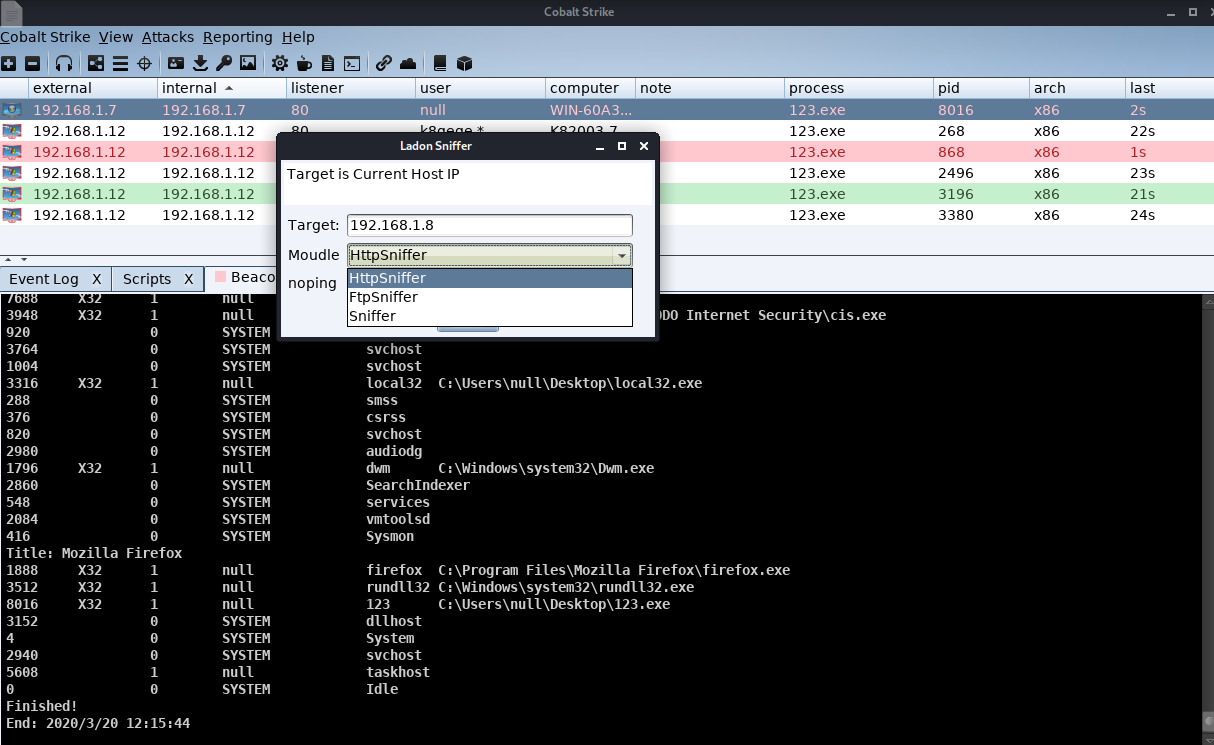 Cobalt Strike
Cobalt Strike View Attacks Reporting Help
external internal listener user computer note process pid arch last
192.168.1.7 192.168.1.7 80 null WIN-60A3... 123.exe 8016 x86 2s
192.168.1.12 192.168.1.12 80 k8gege * K82003-7 123.exe 268 x86 22s
192.168.1.12 192.168.1.12 123.exe 868 x86 1s
192.168.1.12 192.168.1.12 123.exe 2496 x86 23s
192.168.1.12 192.168.1.12 123.exe 3196 x86 21s
192.168.1.12 192.168.1.12 123.exe 3380 x86 24s
Ladon Sniffer
Target is Current Host IP
Target: 192.168.1.8
Moudle HttpSniffer
noping
HttpSniffer
FtpSniffer
Sniffer
Event Log X Scripts X Beaco
7688 X32 1 null
3948 X32 1 null DO Internet Security\cis.exe
920 0 SYSTEM
3764 0 SYSTEM svchost
1004 0 SYSTEM svchost
3316 X32 1 null local32 C:\Users\null\Desktop\local32.exe
288 0 SYSTEM smss
376 0 SYSTEM csrss
820 0 SYSTEM svchost
2980 0 SYSTEM audiodg
1796 X32 1 null dwm C:\Windows\system32\Dwm.exe
2860 0 SYSTEM SearchIndexer
548 0 SYSTEM services
2084 0 SYSTEM vmtoolsd
416 0 SYSTEM Sysmon
Title: Mozilla Firefox
1888 X32 1 null firefox C:\Program Files\Mozilla Firefox\firefox.exe
3512 X32 1 null rundll32 C:\Windows\system32\rundll32.exe
8016 X32 1 null 123 C:\Users\null\Desktop\123.exe
3152 0 SYSTEM dllhost
4 0 SYSTEM System
2940 0 SYSTEM svchost
5608 1 null taskhost
0 0 SYSTEM Idle
Finished!
End: 2020/3/20 12:15:44